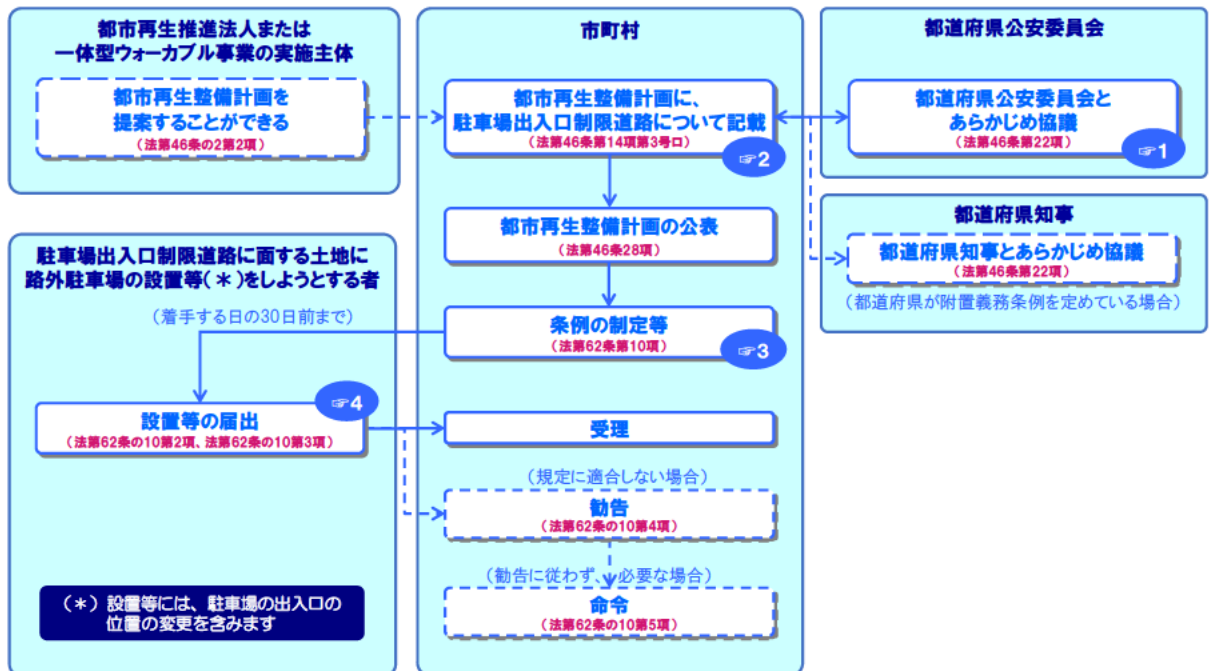 都市再生推進法人または
一体型ウォーカブル事業の実施主体
都市再生整備計画を
提案することができる
(法第46条の2第2項)
市町村
都市再生整備計画に、
駐車場出入口制限道路について記載
(法第46条第14項第3号ロ)
☞2
都道府県公安委員会
都道府県公安委員会と
あらかじめ協議
(法第46条第22項)
☞1
都市再生整備計画の公表
(法第46条28項)
都道府県知事
都道府県知事とあらかじめ協議
(法第46条第22項)
(都道府県が附置義務条例を定めている場合)
駐車場出入口制限道路に面する土地に
路外駐車場の設置等(*)をしようとする者
(着手する日の30日前まで)
条例の制定等
(法第62条第10項)
☞3
☞4
設置等の届出
(法第62条の10第2項、法第62条の10第3項)
受理
(規定に適合しない場合)
勧告
(法第62条の10第4項)
(勧告に従わず、必要な場合)
命令
(法第62条の10第5項)
(*)設置等には、駐車場の出入口の
位置の変更を含みます